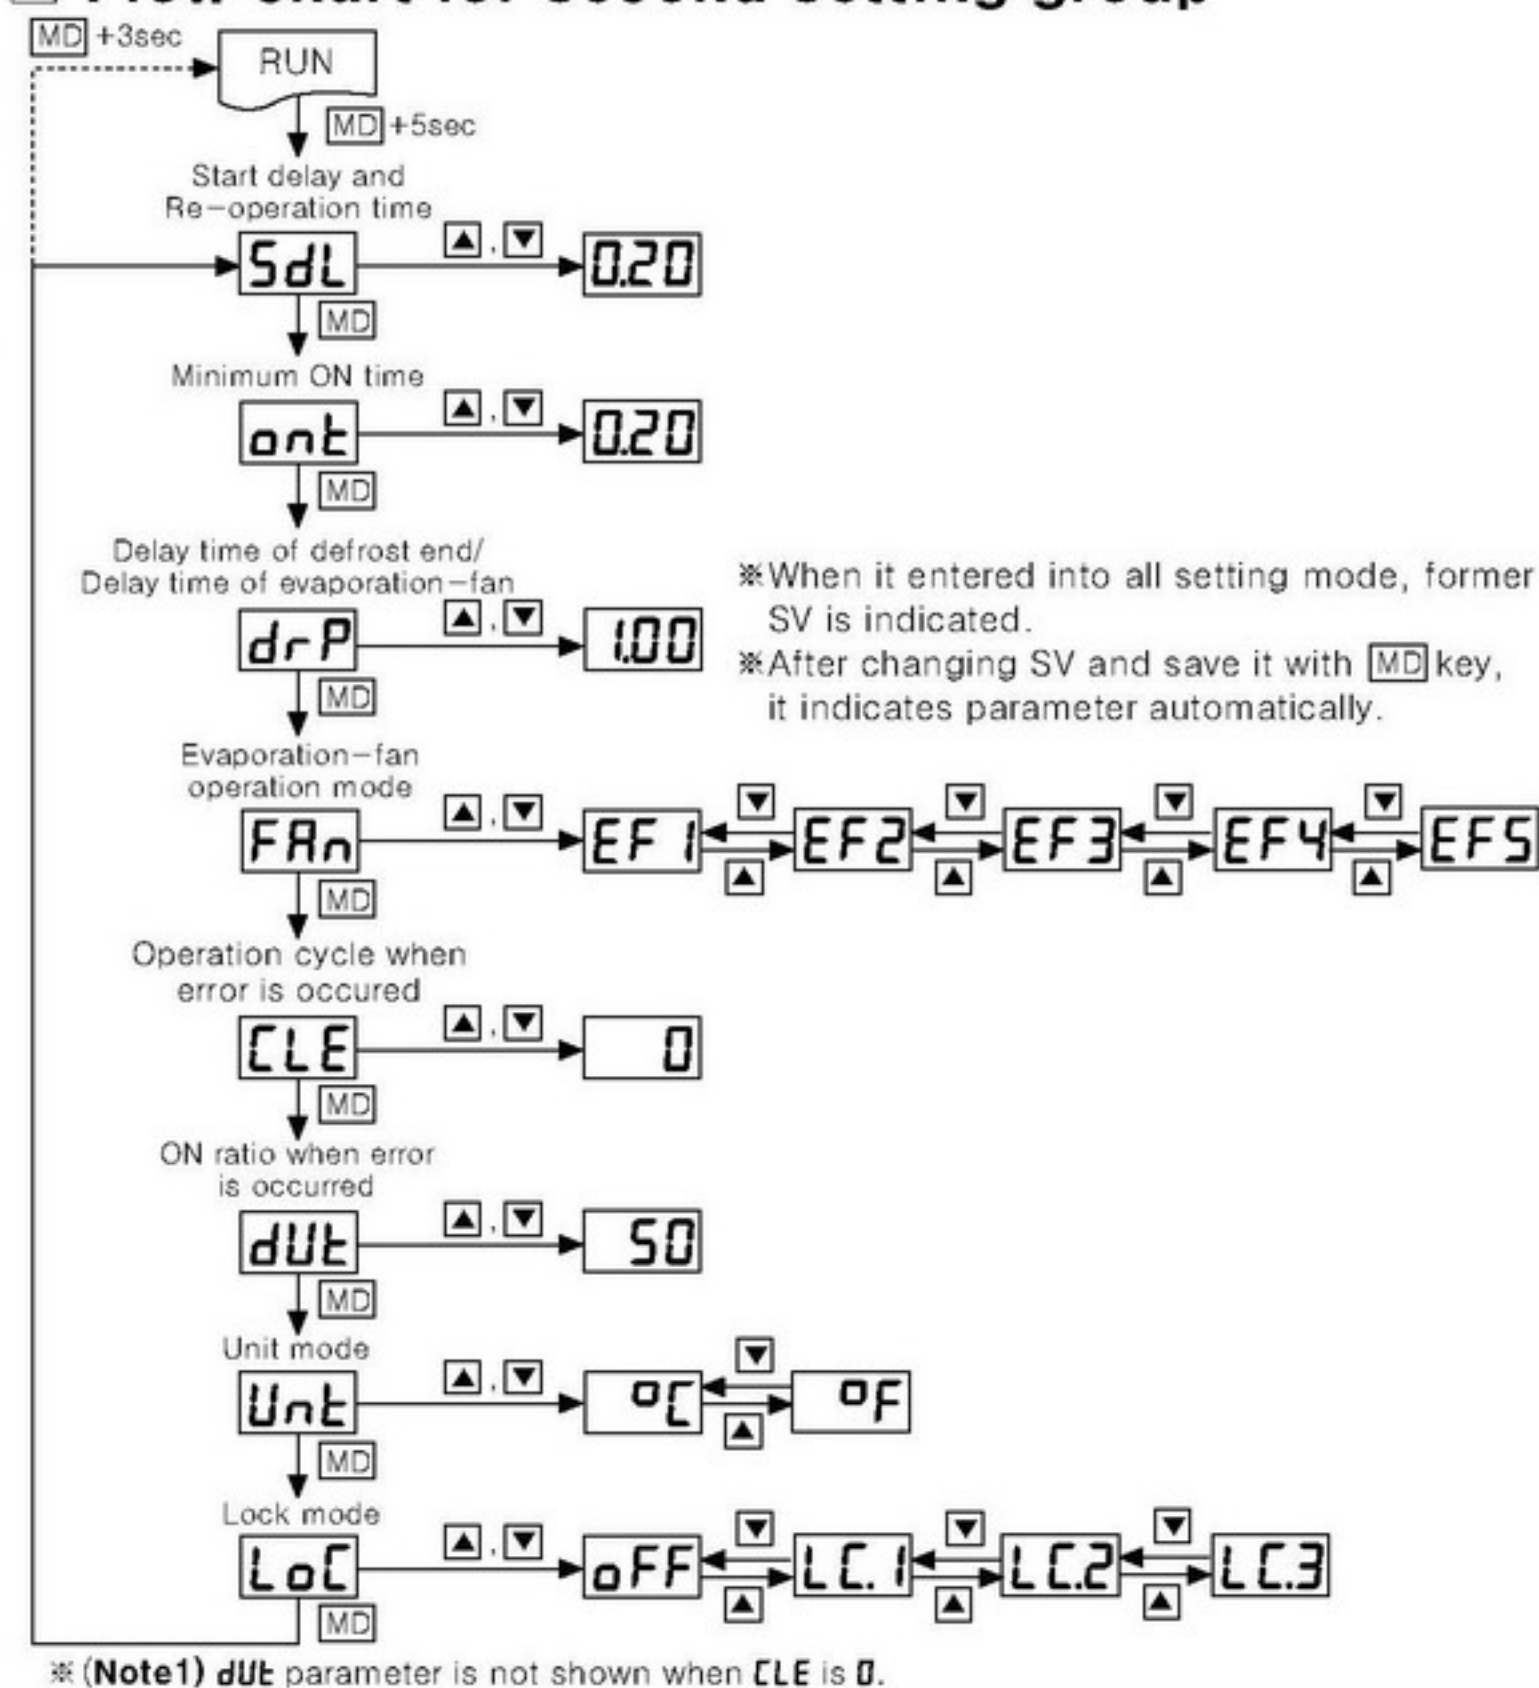 Flow chart for second setting group
MD +3sec
RUN
MD +5sec
Start delay and
Re-operation time
SdL ▲,▼ 0.20
MD
Minimum ON time
ont ▲,▼ 0.20
MD
Delay time of defrost end/
Delay time of evaporation-fan
drP ▲,▼ 1.00
MD
※When it entered into all setting mode, former
SV is indicated.
※After changing SV and save it with MD key,
it indicates parameter automatically.
Evaporation-fan
operation mode
▼ ▼ ▼ ▼
FAn ▲,▼ EF1 EF2 EF3 EF4 EF5
▲ ▲ ▲ ▲
MD
Operation cycle when
error is occured
CLE ▲,▼ 0
MD
ON ratio when error
is occurred
dUt ▲,▼ 50
MD
Unit mode
▼
Unt ▲,▼ °C °F
▲
MD
Lock mode
▼ ▼ ▼
LoC ▲,▼ oFF LC.1 LC.2 LC.3
▲ ▲ ▲
MD
※(Note1) dUt parameter is not shown when CLE is 0.